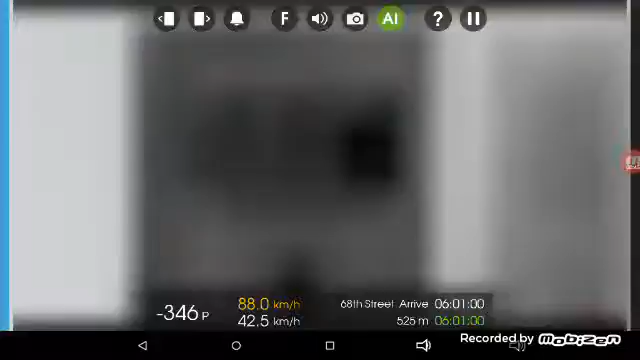 F AI ?
-346 P
88.0 km/h
42.5 km/h
68th Street Arrive 06:01:00
525 m 06:01:00
Recorded by MOBIZEN